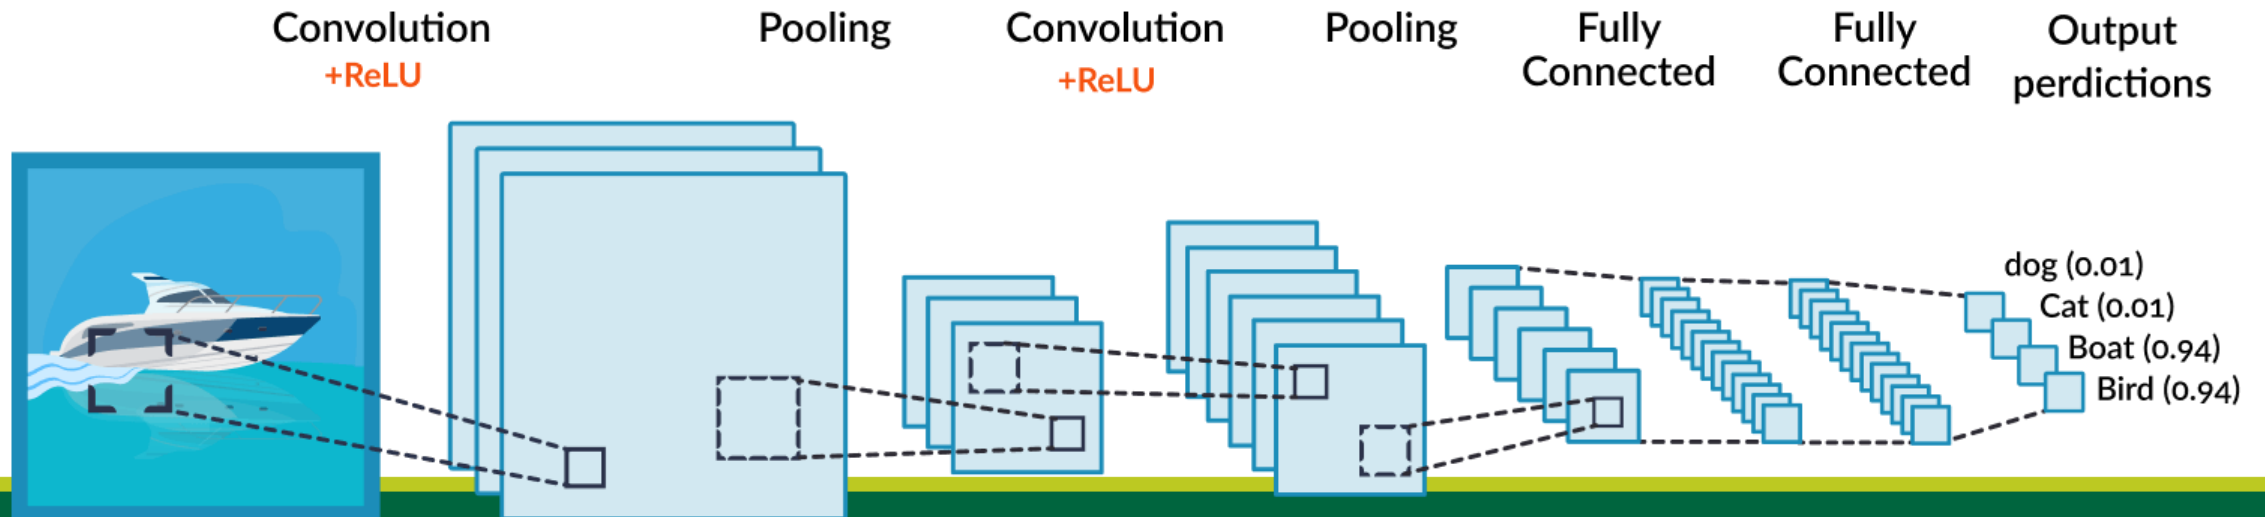 Convolution
+ReLU
Pooling
Convolution
+ReLU
Pooling
Fully
Connected
Fully
Connected
Output
perdictions
dog (0.01)
Cat (0.01)
Boat (0.94)
Bird (0.94)